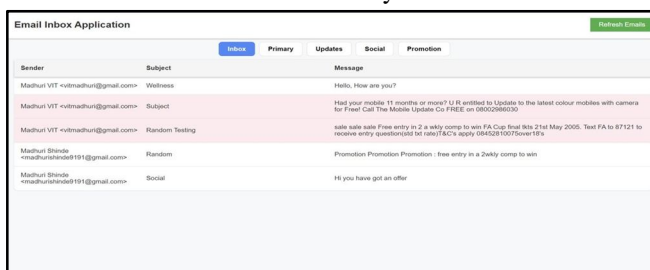 Email Inbox Application
Refresh Emails
Inbox Primary Updates Social Promotion
Sender Subject Message
Madhuri VIT <vitmadhuri@gmail.com> Wellness Hello, How are you?
Madhuri VIT <vitmadhuri@gmail.com> Subject Had your mobile 11 months or more? U R entitled to Update to the latest colour mobiles with camera
for Free! Call The Mobile Update Co FREE on 08002986030
Madhuri VIT <vitmadhuri@gmail.com> Random Testing sale sale sale Free entry in 2 a wkly comp to win FA Cup final tkts 21st May 2005. Text FA to 87121 to
receive entry question(std txt rate)T&C's apply 08452810075over18's
Madhuri Shinde
<madhurishinde9191@gmail.com> Random Promotion Promotion Promotion : free entry in a 2wkly comp to win
Madhuri Shinde
<madhurishinde9191@gmail.com> Social Hi you have got an offer